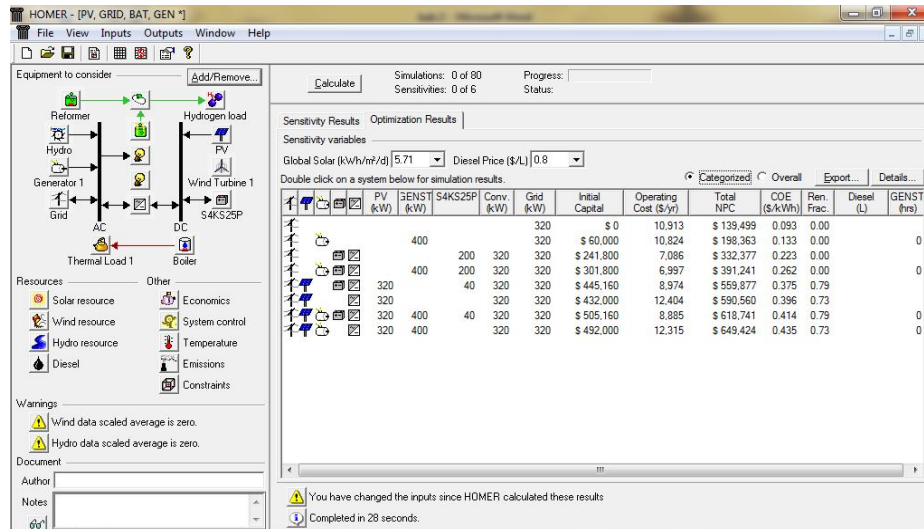 HOMER - [PV, GRID, BAT, GEN *]
File View Inputs Outputs Window Help
Equipment to consider Add/Remove...
Reformer
Hydrogen load
Hydro
PV
Generator 1
Wind Turbine 1
Grid
S4KS25P
AC DC
Thermal Load 1 Boiler
Resources Other
Solar resource Economics
Wind resource System control
Hydro resource Temperature
Diesel Emissions
Constraints
Warnings
Wind data scaled average is zero.
Hydro data scaled average is zero.
Document
Author
Notes
Calculate
Simulations: 0 of 80 Progress:
Sensitivities: 0 of 6 Status:
Sensitivity Results Optimization Results
Sensitivity variables
Global Solar (kWh/m²/d) 5.71 Diesel Price ($/L) 0.8
Double click on a system below for simulation results. Categorized Overall Export... Details...
PV (kW) GENST (kW) S4KS25P Conv. (kW) Grid (kW) Initial Capital Operating Cost ($/yr) Total NPC COE ($/kWh) Ren. Frac. Diesel (L) GENST (hrs)
320 $ 0 10,913 $ 139,499 0.093 0.00
400 320 $ 60,000 10,824 $ 198,363 0.133 0.00 0
200 320 320 $ 241,800 7,086 $ 332,377 0.223 0.00
400 200 320 320 $ 301,800 6,997 $ 391,241 0.262 0.00 0
320 40 320 320 $ 445,160 8,974 $ 559,877 0.375 0.79
320 320 320 $ 432,000 12,404 $ 590,560 0.396 0.73
320 400 40 320 320 $ 505,160 8,885 $ 618,741 0.414 0.79 0
320 400 320 320 $ 492,000 12,315 $ 649,424 0.435 0.73 0
You have changed the inputs since HOMER calculated these results
Completed in 28 seconds.